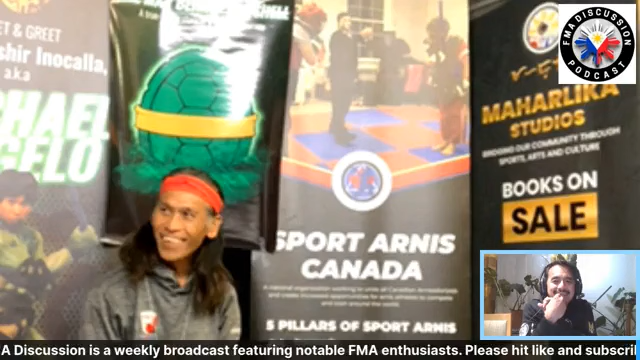 ET & GREET
shir Inocalla,
a.k.a
CHAEL
GELO
SPORT ARNIS
CANADA
5 PILLARS OF SPORT ARNIS
MAHARLIKA
STUDIOS
BRIDGING OUR COMMUNITY THROUGH
SPORTS, ARTS AND CULTURE
BOOKS ON
SALE
FMA DISCUSSION
PODCAST
A Discussion is a weekly broadcast featuring notable FMA enthusiasts. Please hit like and subscri